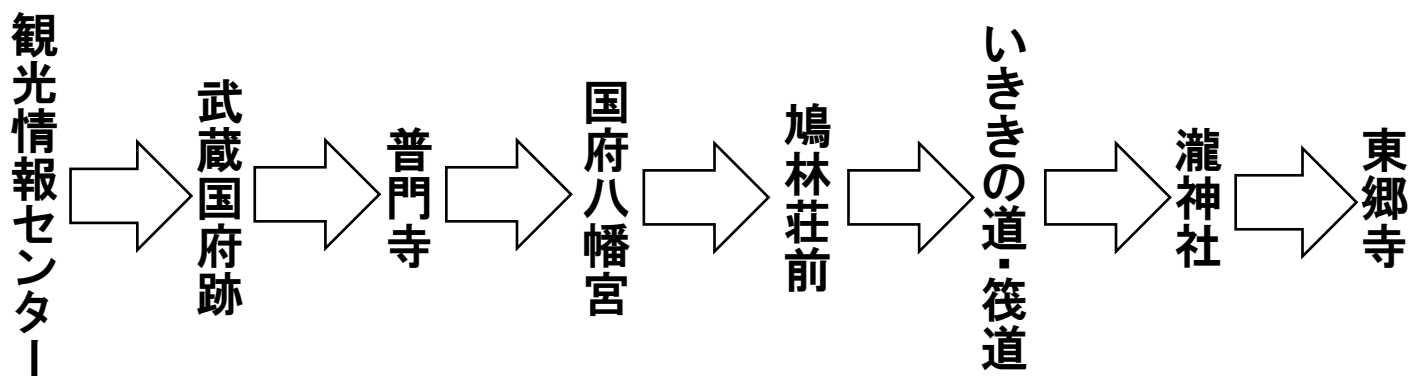 観光情報センター
武蔵国府跡
普門寺
国府八幡宮
鳩林荘前
いききの道・筏道
瀧神社
東郷寺